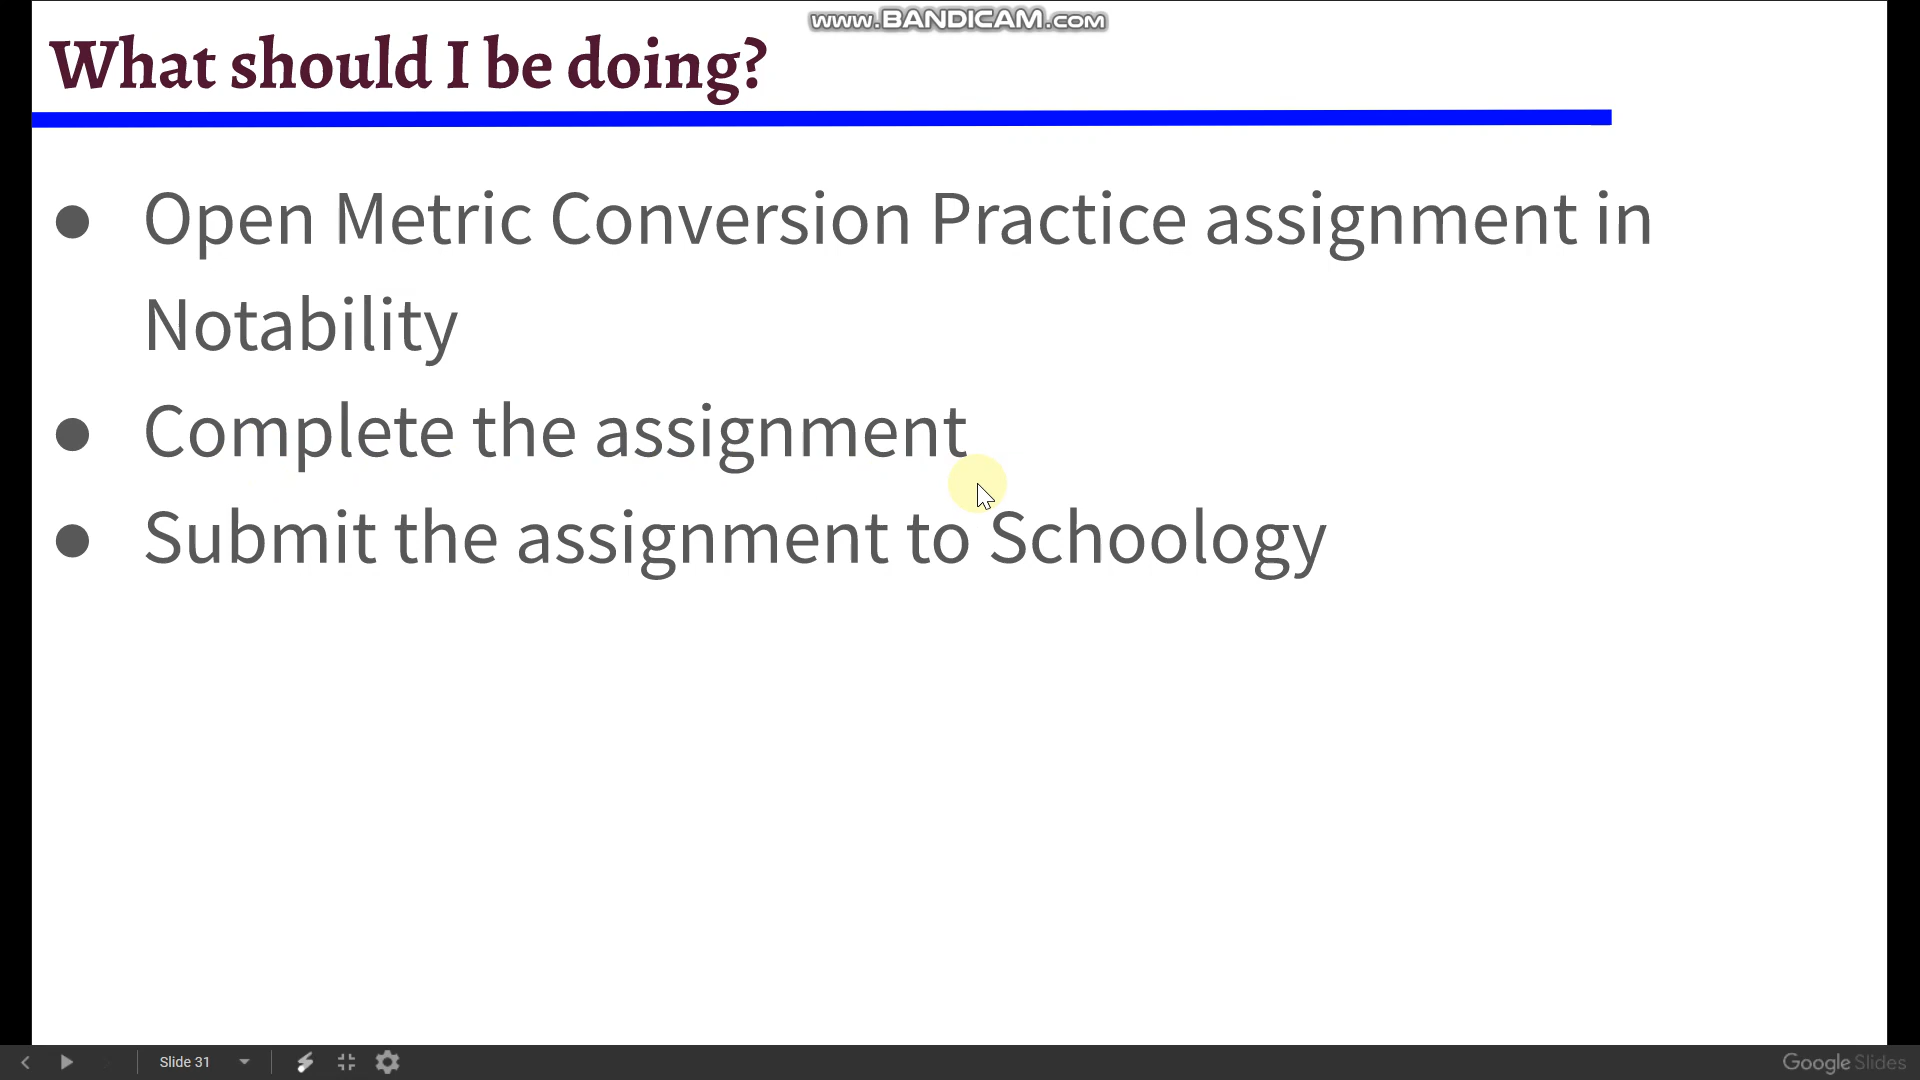 www.BANDICAM.com
What should I be doing?
● Open Metric Conversion Practice assignment in
Notability
● Complete the assignment
● Submit the assignment to Schoology
Slide 31
Google Slides